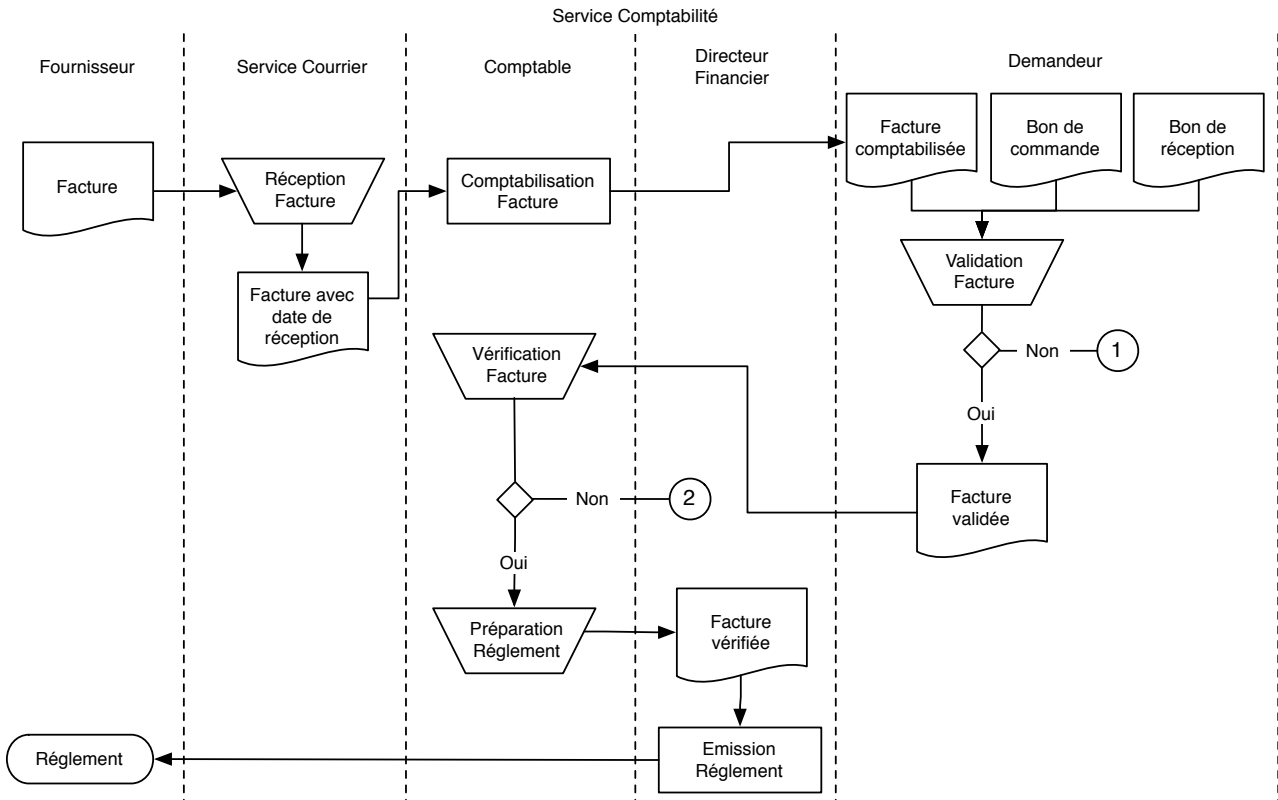 Service Comptabilité
Fournisseur
Service Courrier
Comptable
Directeur
Financier
Demandeur
Facture
Réception
Facture
Comptabilisation
Facture
Facture
comptabilisée
Bon de
commande
Bon de
réception
Facture avec
date de
réception
Validation
Facture
Non
1
Oui
Vérification
Facture
Non
2
Facture
validée
Oui
Préparation
Réglement
Facture
vérifiée
Réglement
Emission
Réglement